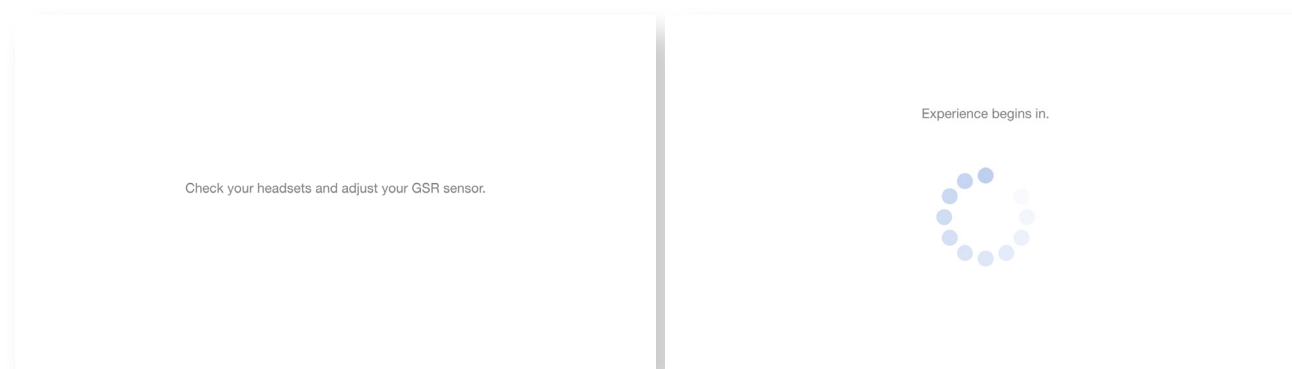 Check your headsets and adjust your GSR sensor.
Experience begins in.